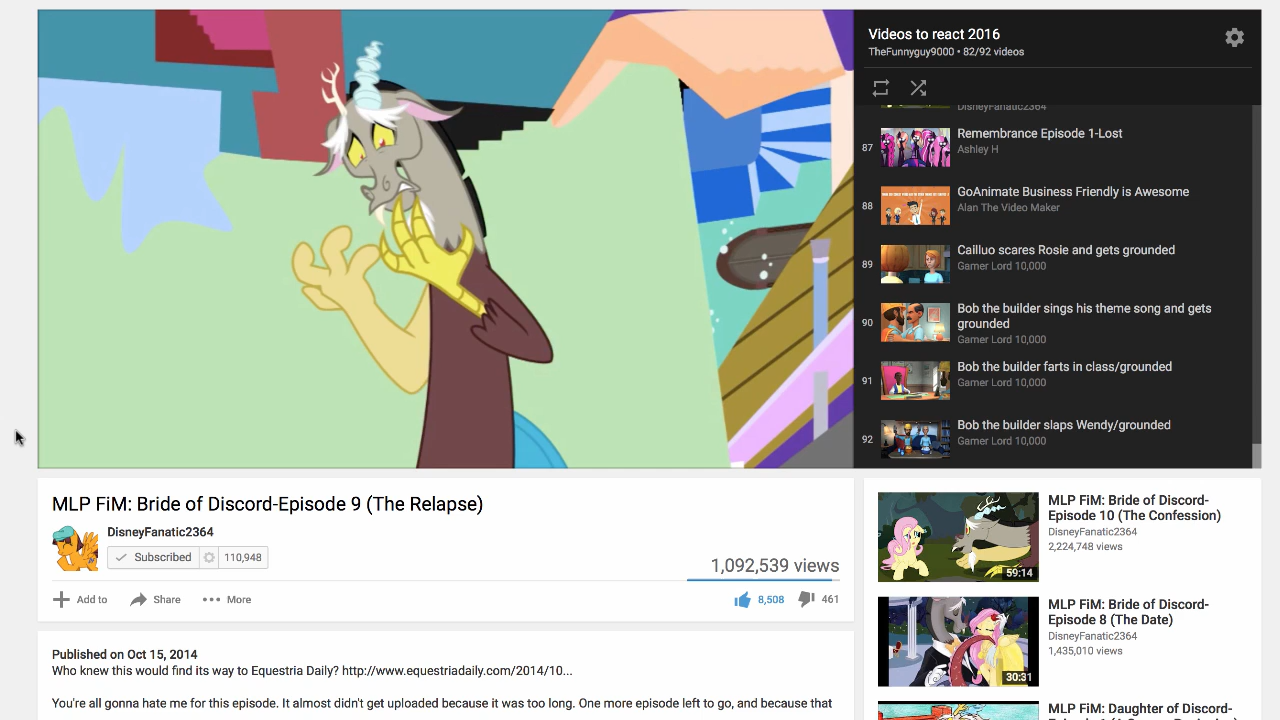 Videos to react 2016
TheFunnyguy9000 • 82/92 videos
DisneyFanatic2364
87
Remembrance Episode 1-Lost
Ashley H
88
GoAnimate Business Friendly is Awesome
Alan The Video Maker
89
Cailluo scares Rosie and gets grounded
Gamer Lord 10,000
90
Bob the builder sings his theme song and gets
grounded
Gamer Lord 10,000
91
Bob the builder farts in class/grounded
Gamer Lord 10,000
92
Bob the builder slaps Wendy/grounded
Gamer Lord 10,000
MLP FiM: Bride of Discord-Episode 9 (The Relapse)
DisneyFanatic2364
Subscribed 110,948
1,092,539 views
Add to Share More 8,508 461
Published on Oct 15, 2014
Who knew this would find its way to Equestria Daily? http://www.equestriadaily.com/2014/10...
You're all gonna hate me for this episode. It almost didn't get uploaded because it was too long. One more episode left to go, and because that
MLP FiM: Bride of Discord-
Episode 10 (The Confession)
DisneyFanatic2364
2,224,748 views
59:14
MLP FiM: Bride of Discord-
Episode 8 (The Date)
DisneyFanatic2364
1,435,010 views
30:31
MLP FiM: Daughter of Discord-